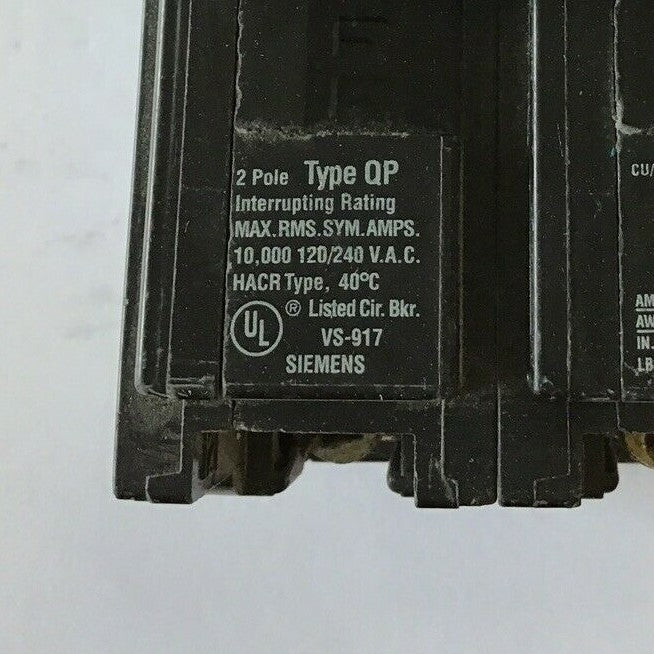 2 Pole Type QP
Interrupting Rating
MAX.RMS.SYM.AMPS.
10,000 120/240 V.A.C.
HACR Type, 40°C
UL ® Listed Cir. Bkr.
VS-917
SIEMENS
CU/
AM
AW
IN.
LB